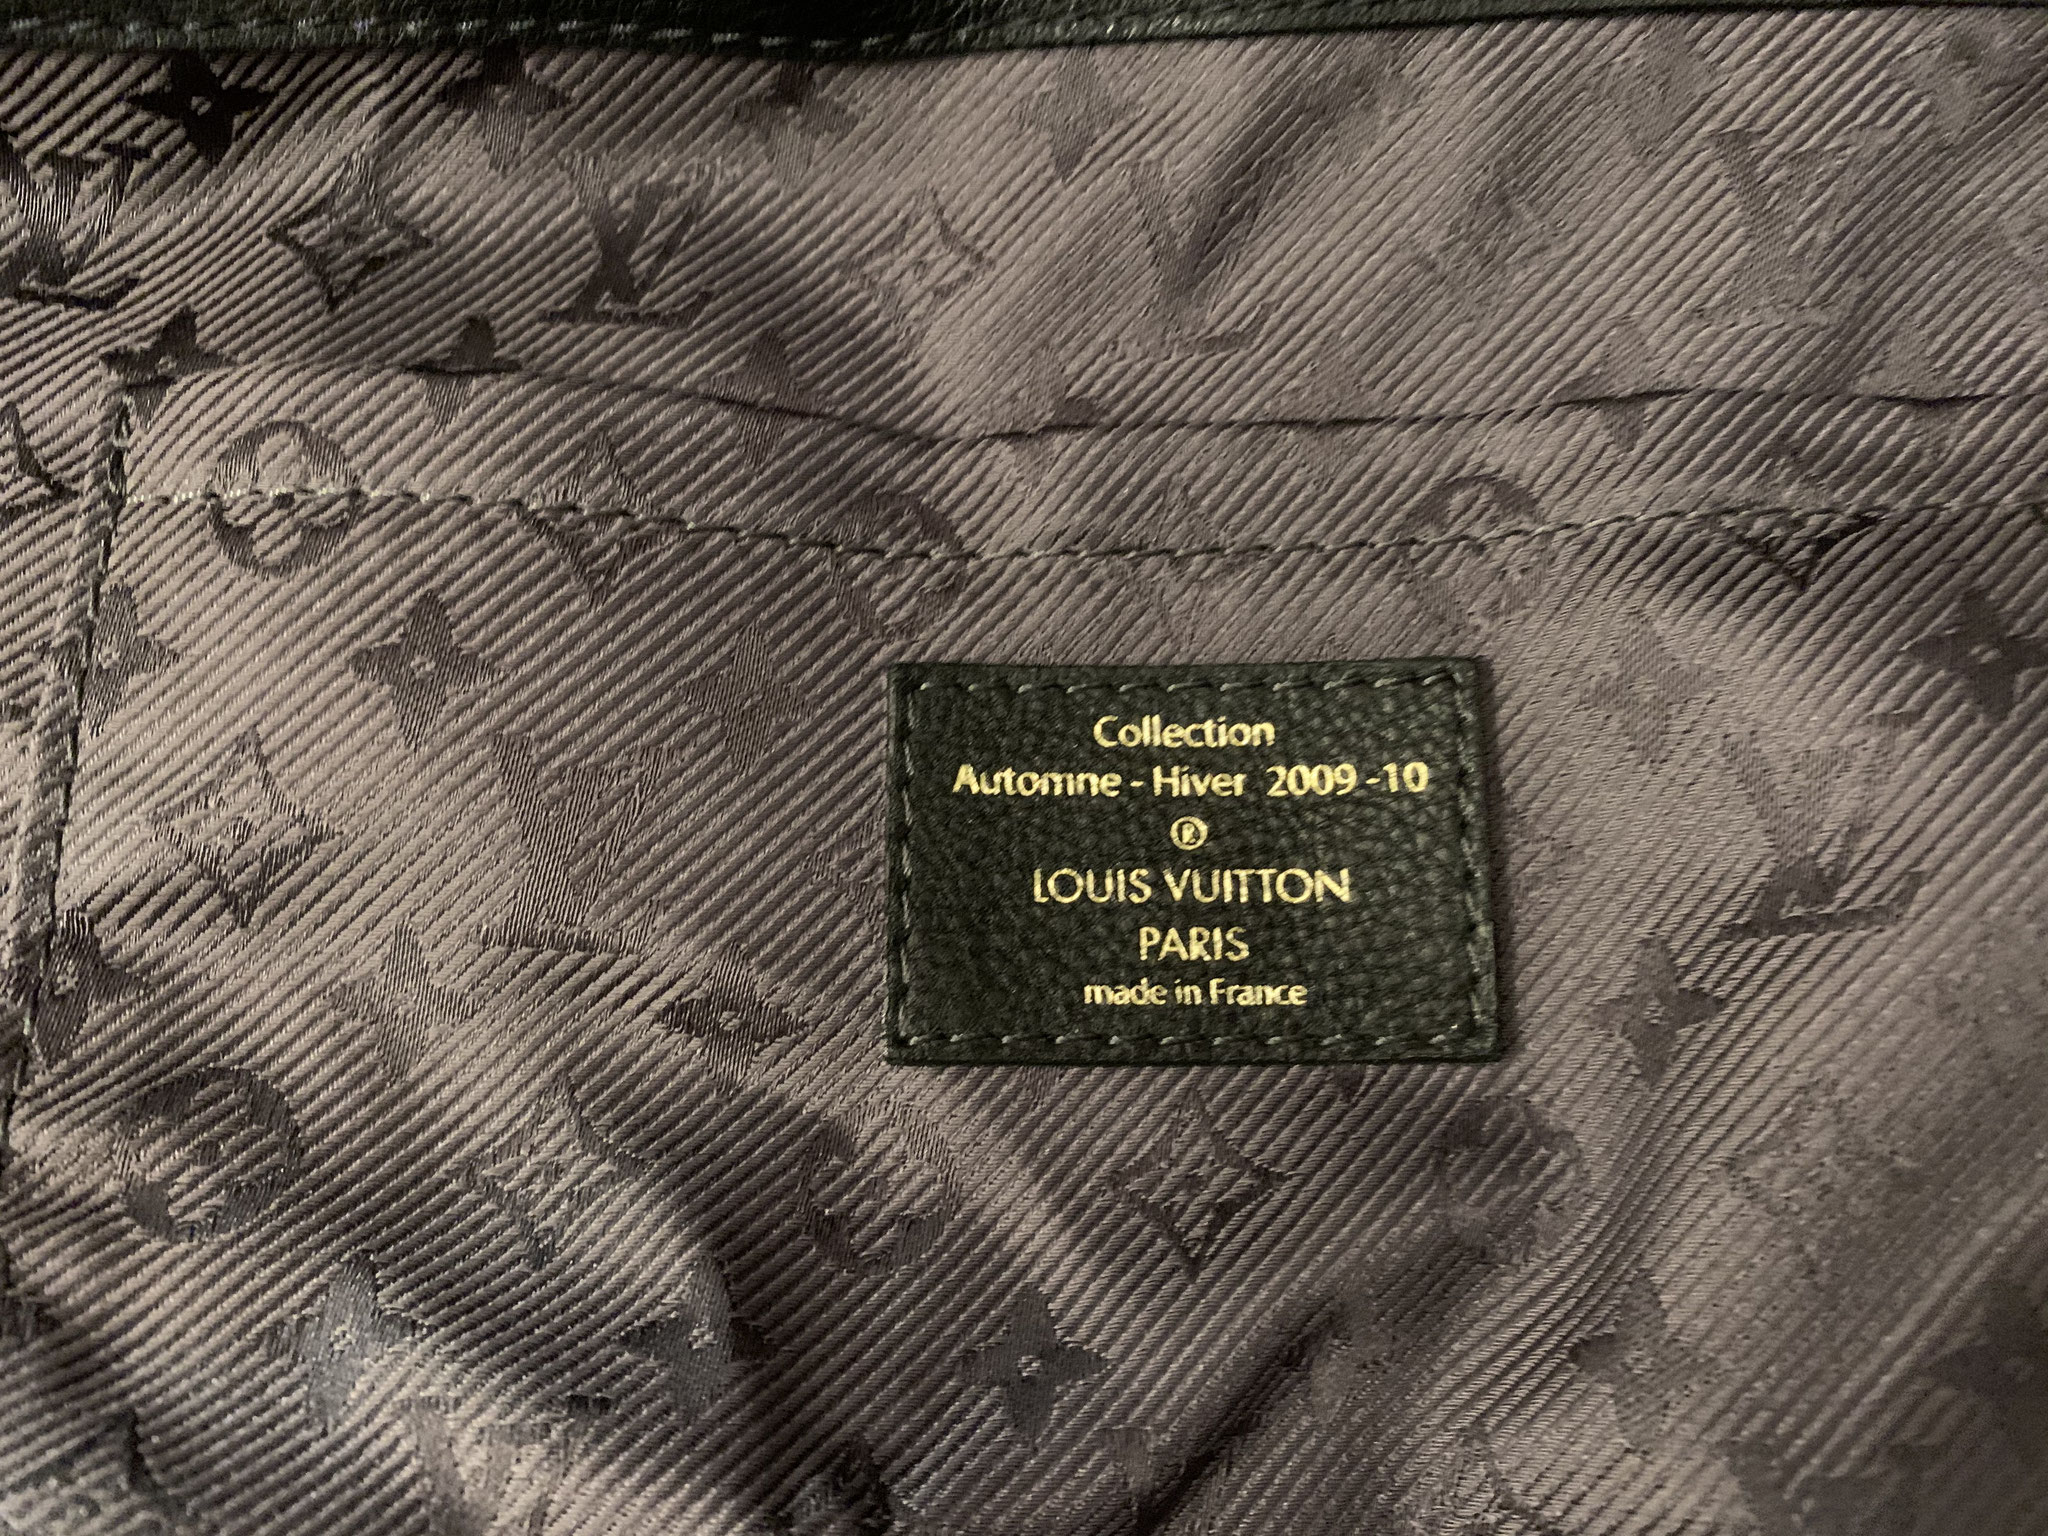 Collection
Automne - Hiver 2009 -10
®
LOUIS VUITTON
PARIS
made in France